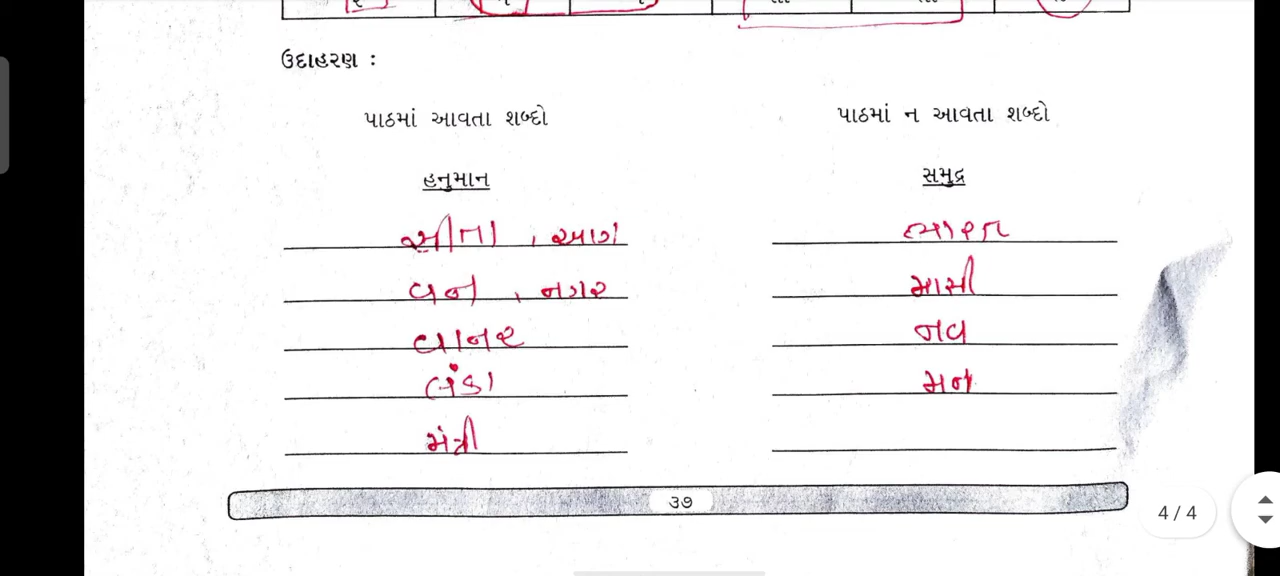 ઉદાહરણ :
પાઠમાં આવતા શબ્દો
પાઠમાં ન આવતા શબ્દો
હનુમાન
સમુદ્ર
સીતા , આગ
ભારત
વન , નગર
માસી
વાનર
નવ
લંકા
મન
મંત્રી
૩૭
4 / 4